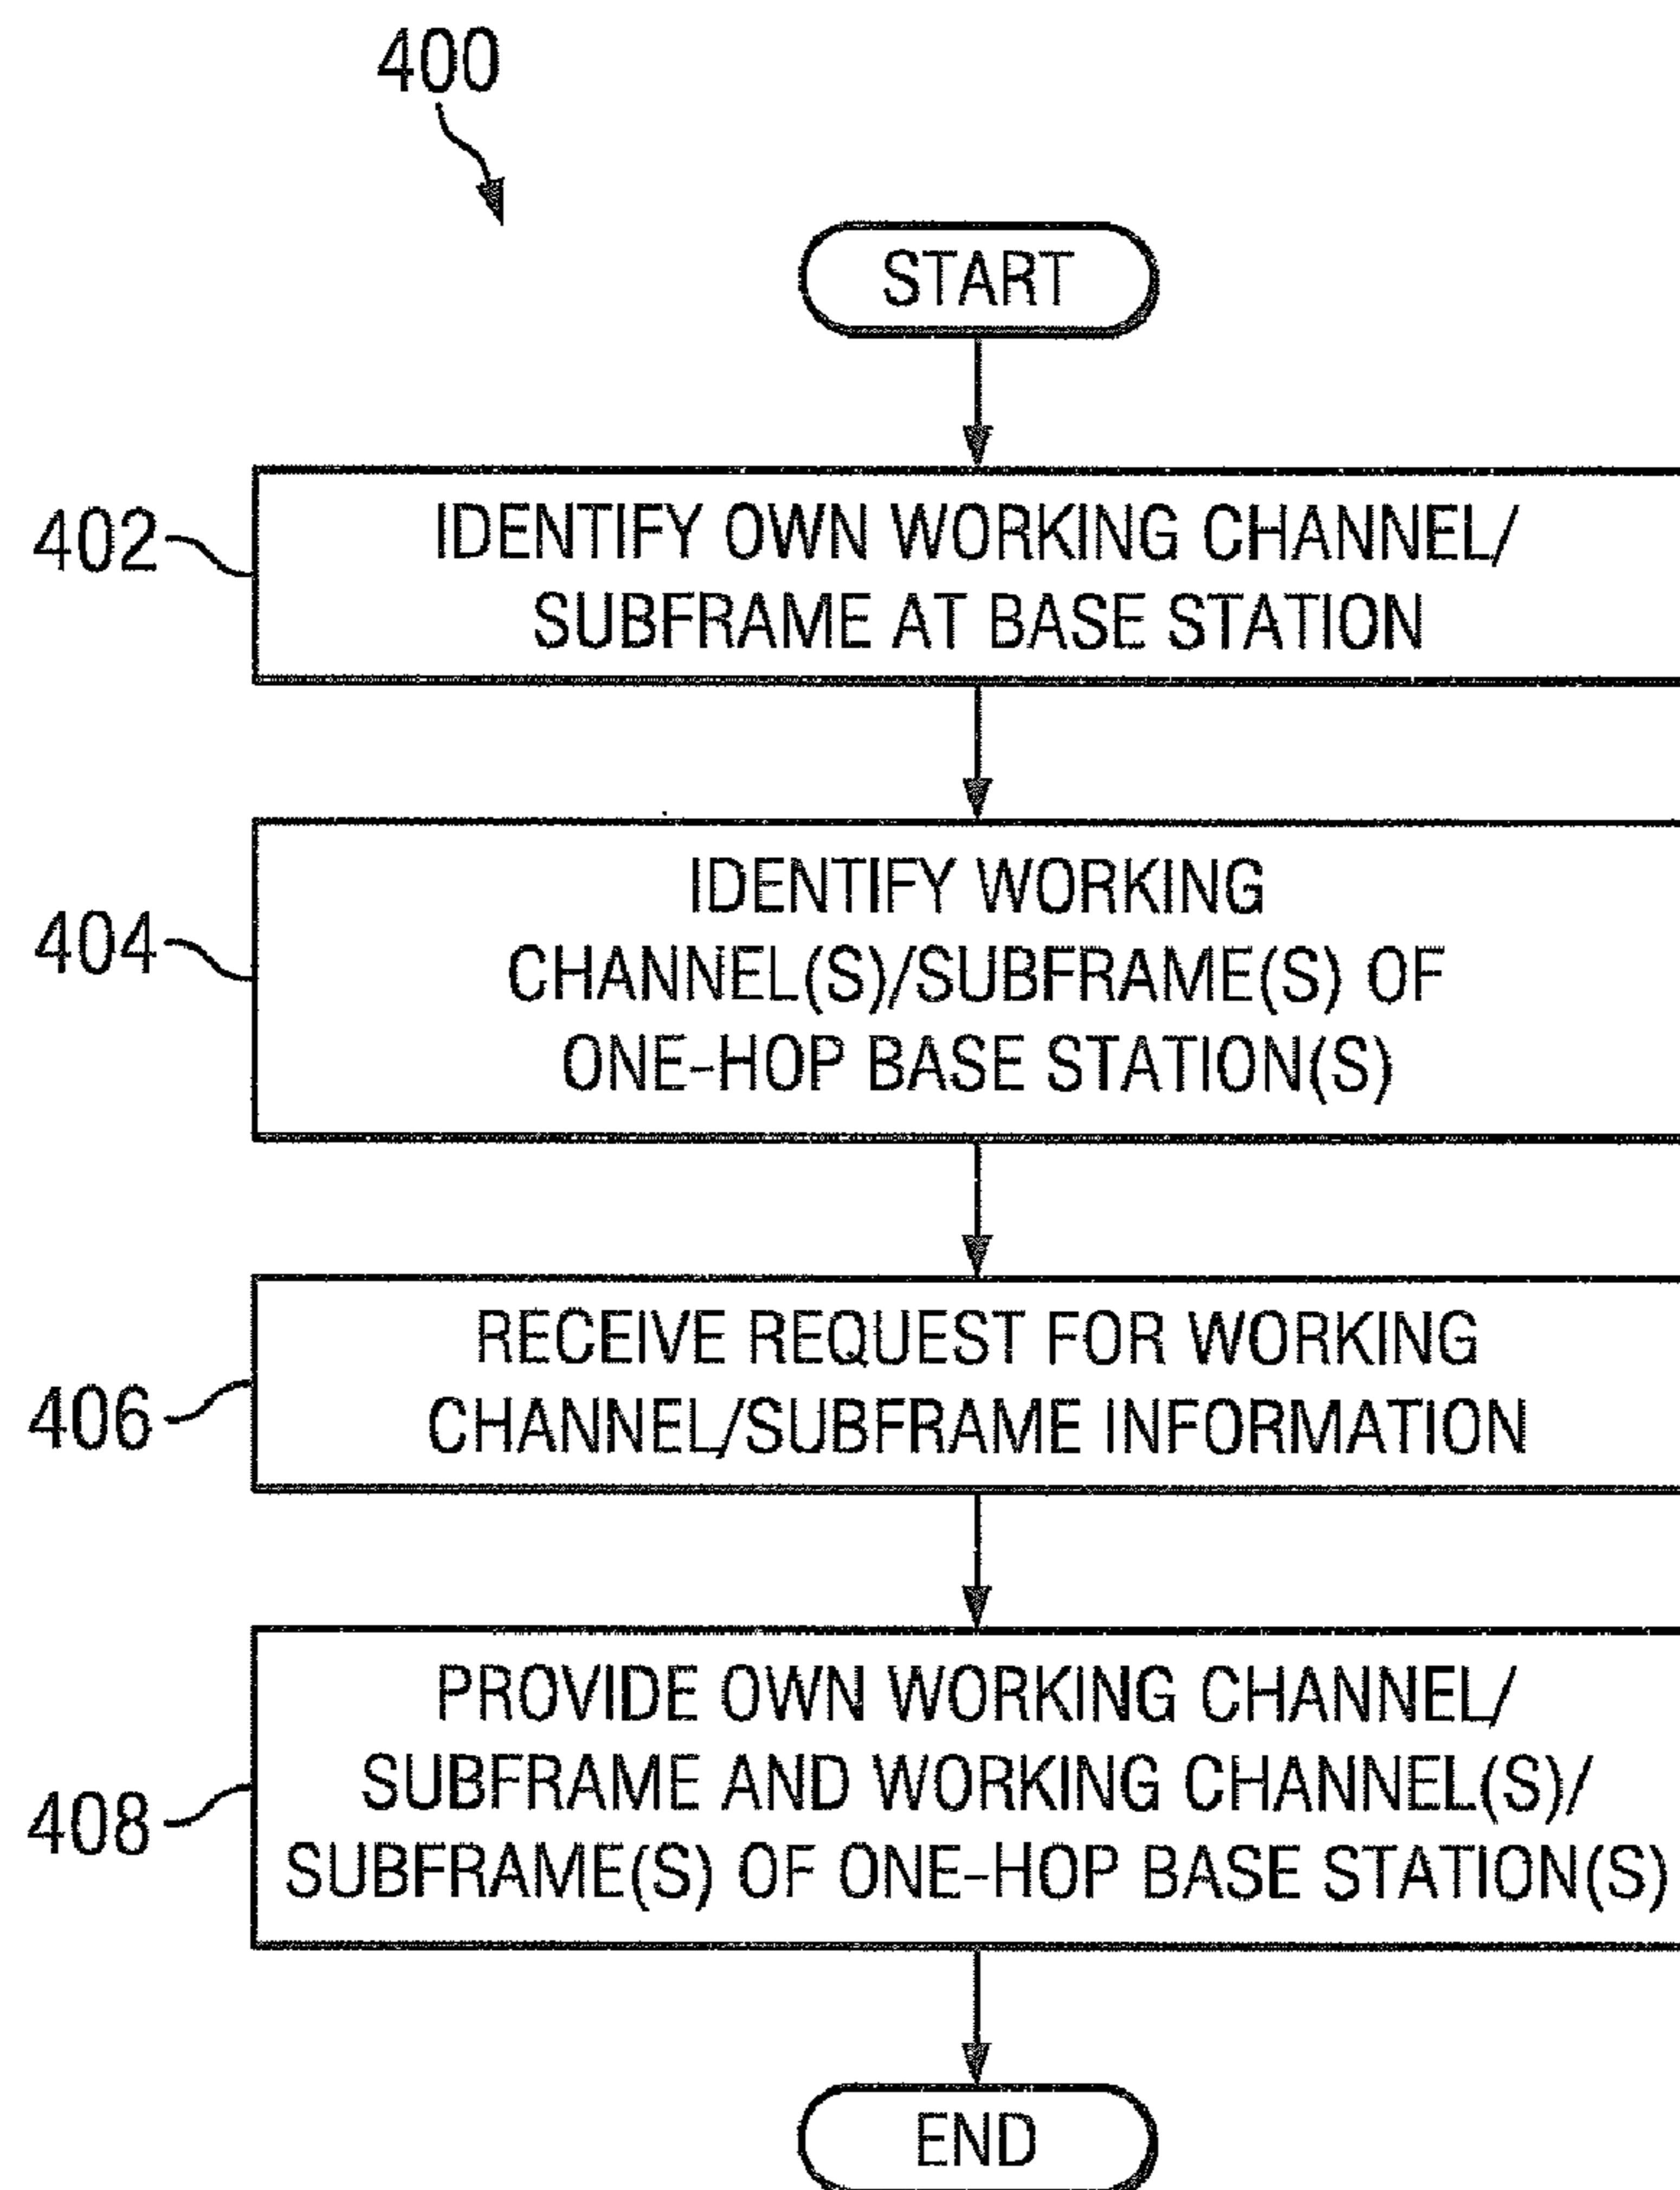 400
START
402
IDENTIFY OWN WORKING CHANNEL/
SUBFRAME AT BASE STATION
404
IDENTIFY WORKING
CHANNEL(S)/SUBFRAME(S) OF
ONE-HOP BASE STATION(S)
406
RECEIVE REQUEST FOR WORKING
CHANNEL/SUBFRAME INFORMATION
408
PROVIDE OWN WORKING CHANNEL/
SUBFRAME AND WORKING CHANNEL(S)/
SUBFRAME(S) OF ONE-HOP BASE STATION(S)
END